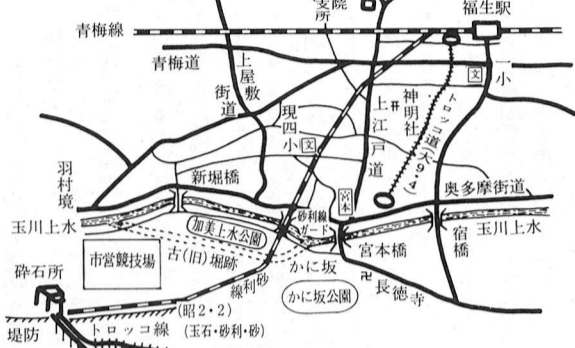 院
支所
福生駅
青梅線
青梅道
上屋敷街道
文
一小
神明社
トロッコ道(大9・4)
上江戸道
現四小
文
羽村境
新堀橋
宮本
奥多摩街道
玉川上水
加美上水公園
砂利線ガード
宮本橋
宿橋
玉川上水
市営競技場
古(旧)堀跡
砂利線
かに坂
かに坂公園
長徳寺
砕石所
(昭2・2)
堤防
トロッコ線
(玉石・砂利・砂)